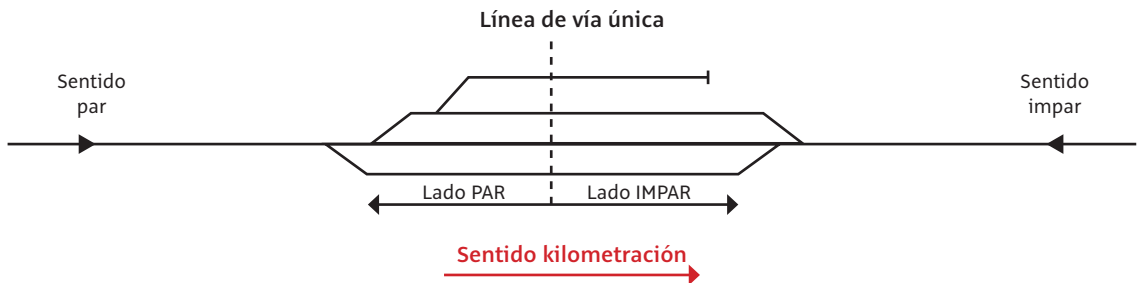 Línea de vía única
Sentido
par
Sentido
impar
Lado PAR
Lado IMPAR
Sentido kilometración